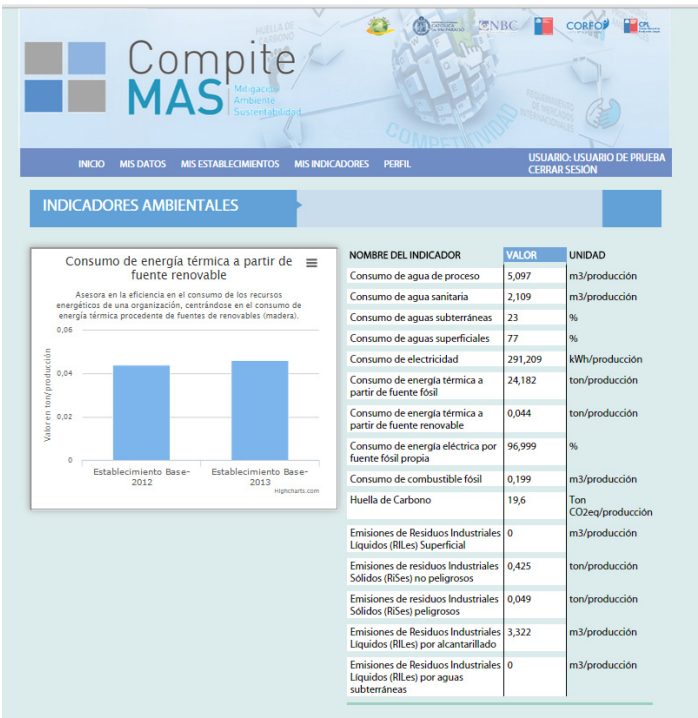 HUELLA DE
CARBONO
CATÓLICA
NBC
CORFO
CPL
Compite
MAS
Mitigación
Ambiente
Sustentabilidad
REQUERIMIENTO
DE MERCADOS
INTERNACIONALES
COMPETITIVIDAD
INICIO MIS DATOS MIS ESTABLECIMIENTOS MIS INDICADORES PERFIL
USUARIO: USUARIO DE PRUEBA
CERRAR SESIÓN
INDICADORES AMBIENTALES
Consumo de energía térmica a partir de
fuente renovable
Asesora en la eficiencia en el consumo de los recursos
energéticos de una organización, centrándose en el consumo de
energía térmica procedente de fuentes de renovables (madera).
Valor en ton/producción
0,06
0,04
0,02
0
Establecimiento Base-
2012
Establecimiento Base-
2013
Highcharts.com
NOMBRE DEL INDICADOR VALOR UNIDAD
Consumo de agua de proceso 5,097 m3/producción
Consumo de agua sanitaria 2,109 m3/producción
Consumo de aguas subterráneas 23 %
Consumo de aguas superficiales 77 %
Consumo de electricidad 291,209 kWh/producción
Consumo de energía térmica a 24,182 ton/producción
partir de fuente fósil
Consumo de energía térmica a 0,044 ton/producción
partir de fuente renovable
Consumo de energía eléctrica por 96,999 %
fuente fósil propia
Consumo de combustible fósil 0,199 m3/producción
Huella de Carbono 19,6 Ton
CO2eq/producción
Emisiones de Residuos Industriales 0 m3/producción
Líquidos (RILes) Superficial
Emisiones de residuos Industriales 0,425 ton/producción
Sólidos (RiSes) no peligrosos
Emisiones de residuos Industriales 0,049 ton/producción
Sólidos (RiSes) peligrosos
Emisiones de Residuos Industriales 3,322 m3/producción
Líquidos (RILes) por alcantarillado
Emisiones de Residuos Industriales 0 m3/producción
Líquidos (RILes) por aguas
subterráneas